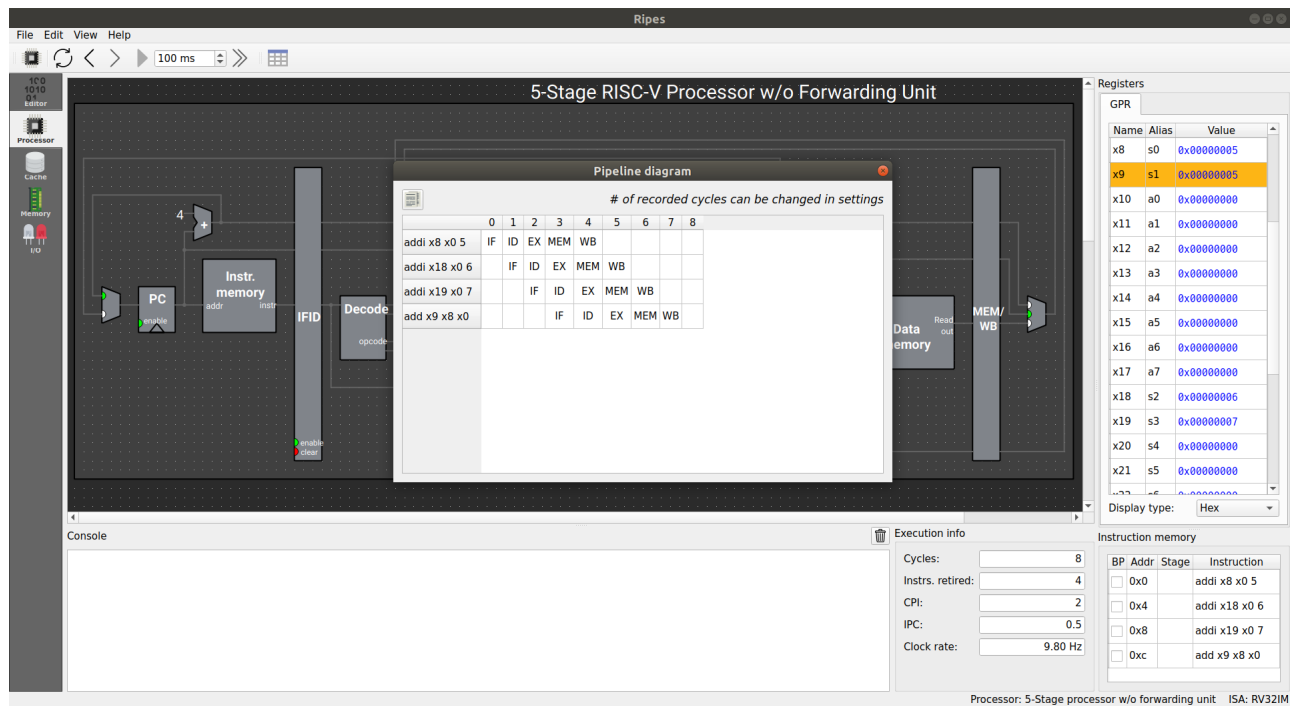 Ripes
File Edit View Help
100 ms
Editor
Processor
Cache
Memory
I/O
5-Stage RISC-V Processor w/o Forwarding Unit
4
+
PC
enable
Instr. memory
addr
instr
IFID
enable
clear
Decode
opcode
Data
emory
Read
out
MEM/
WB
Pipeline diagram
# of recorded cycles can be changed in settings
0 1 2 3 4 5 6 7 8
addi x8 x0 5 IF ID EX MEM WB
addi x18 x0 6 IF ID EX MEM WB
addi x19 x0 7 IF ID EX MEM WB
add x9 x8 x0 IF ID EX MEM WB
Registers
GPR
Name Alias Value
x8 s0 0x00000005
x9 s1 0x00000005
x10 a0 0x00000000
x11 a1 0x00000000
x12 a2 0x00000000
x13 a3 0x00000000
x14 a4 0x00000000
x15 a5 0x00000000
x16 a6 0x00000000
x17 a7 0x00000000
x18 s2 0x00000006
x19 s3 0x00000007
x20 s4 0x00000000
x21 s5 0x00000000
Display type: Hex
Console
Execution info
Cycles: 8
Instrs. retired: 4
CPI: 2
IPC: 0.5
Clock rate: 9.80 Hz
Instruction memory
BP Addr Stage Instruction
0x0 addi x8 x0 5
0x4 addi x18 x0 6
0x8 addi x19 x0 7
0xc add x9 x8 x0
Processor: 5-Stage processor w/o forwarding unit ISA: RV32IM